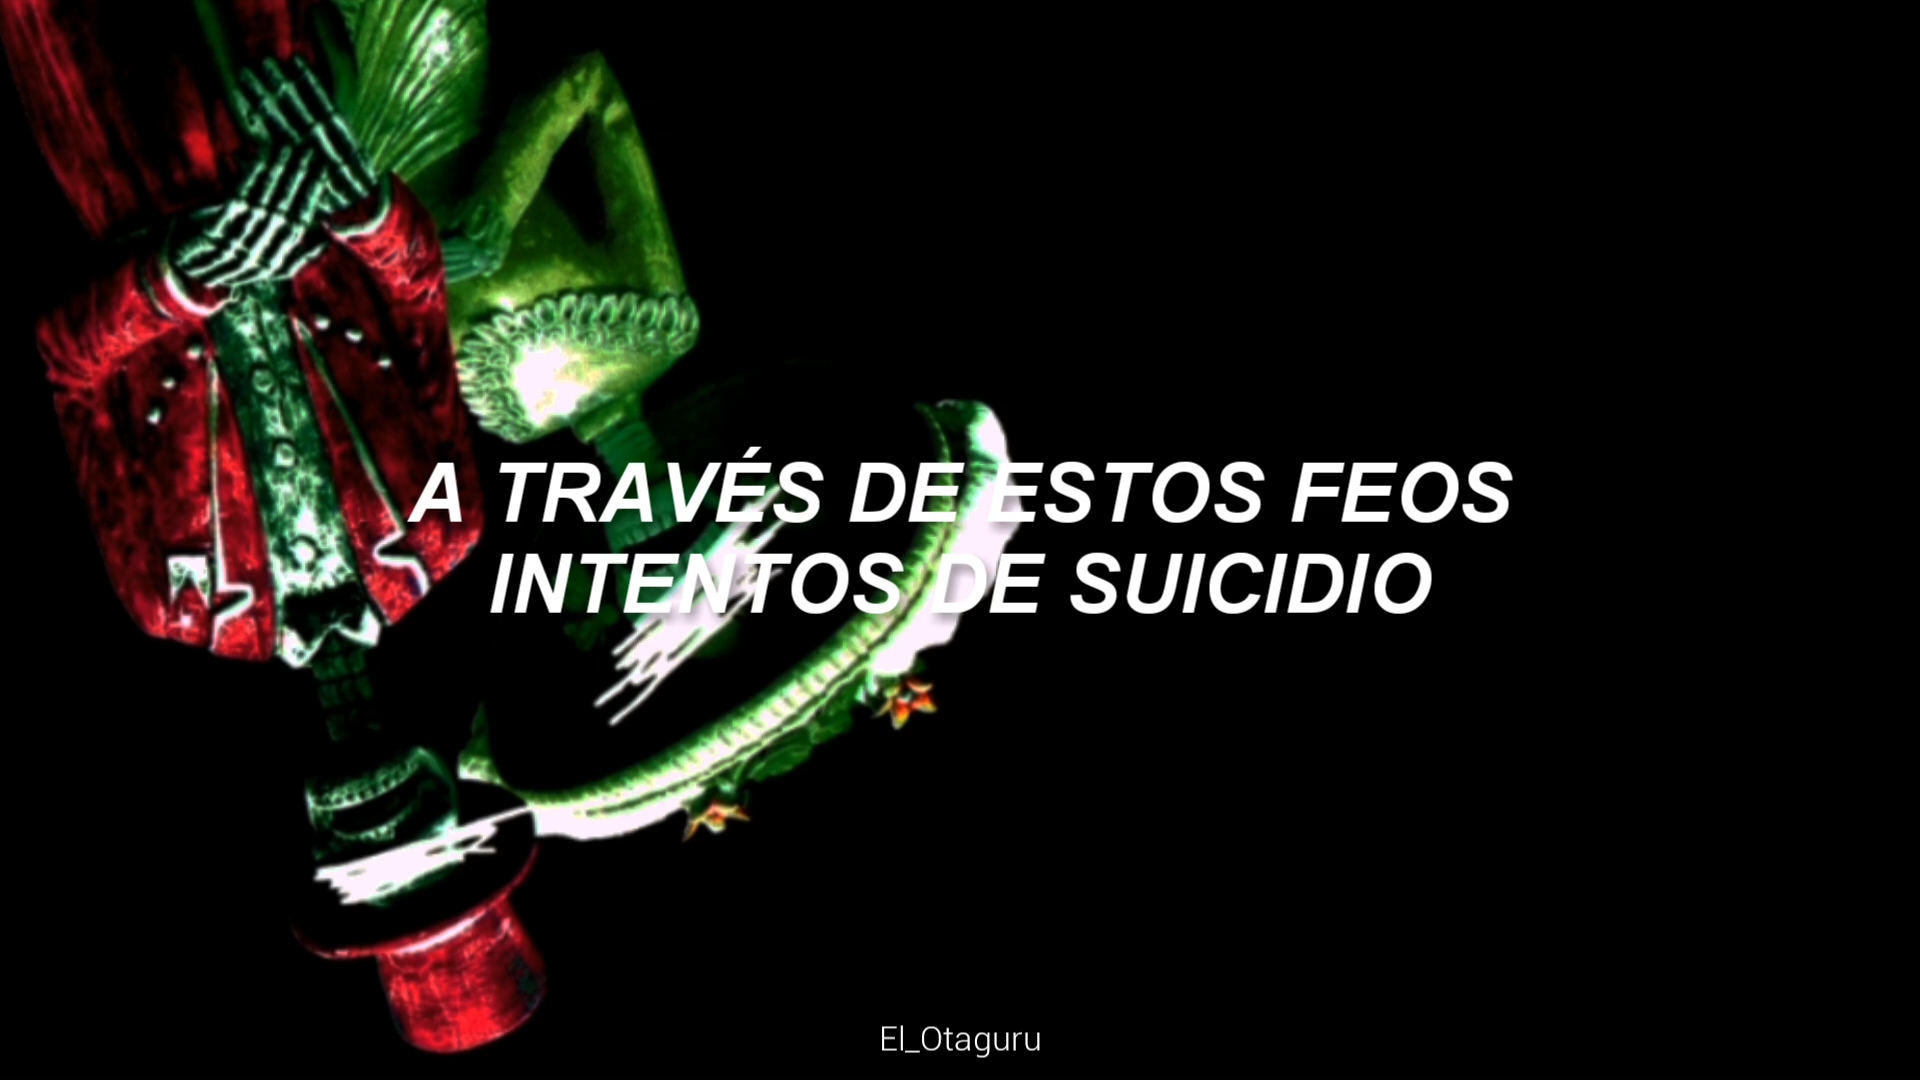 A TRAVÉS DE ESTOS FEOS
INTENTOS DE SUICIDIO
El_Otaguru